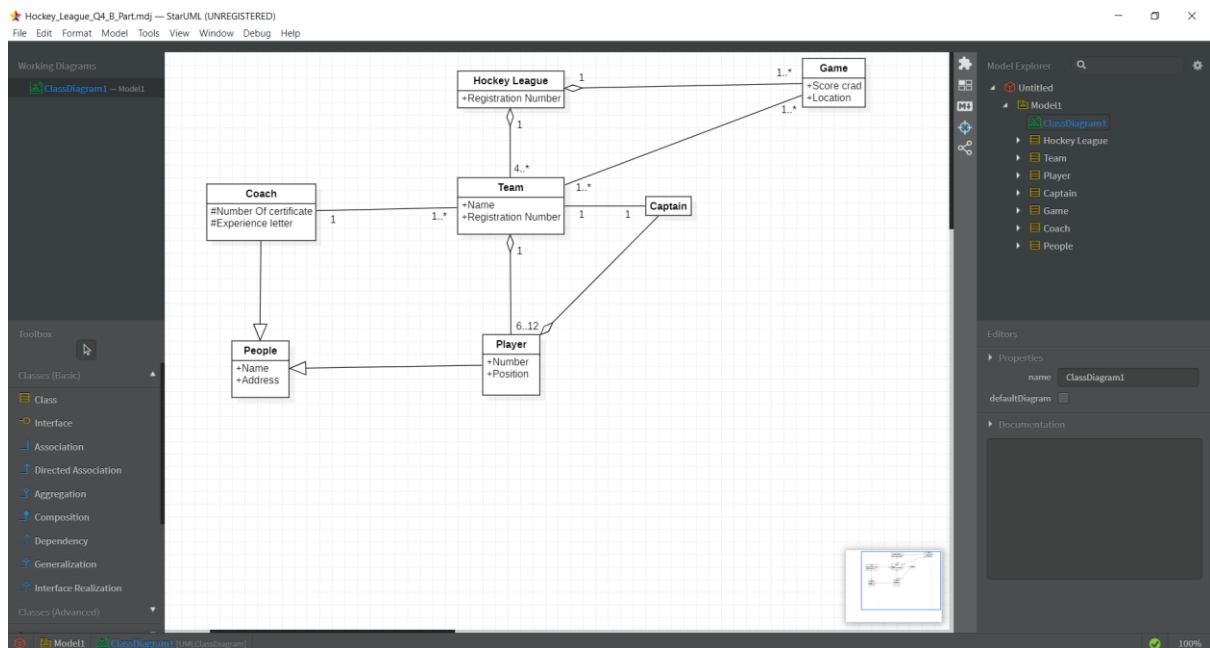 Hockey_League_Q4_B_Part.mdj — StarUML (UNREGISTERED)
File Edit Format Model Tools View Window Debug Help
Working Diagrams
ClassDiagram1 — Model1
Hockey League
+Registration Number
1
1..*
Game
+Score crad
+Location
1..*
1
4..*
Team
+Name
+Registration Number
1..*
Coach
#Number Of certificate
#Experience letter
1
1..*
1
1
Captain
1
6..12
Player
+Number
+Position
People
+Name
+Address
Toolbox
Classes (Basic)
Class
Interface
Association
Directed Association
Aggregation
Composition
Dependency
Generalization
Interface Realization
Classes (Advanced)
Model Explorer
Untitled
Model1
ClassDiagram1
Hockey League
Team
Player
Captain
Game
Coach
People
Editors
Properties
name ClassDiagram1
defaultDiagram
Documentation
Model1 ClassDiagram1 [UMLClassDiagram]
100%